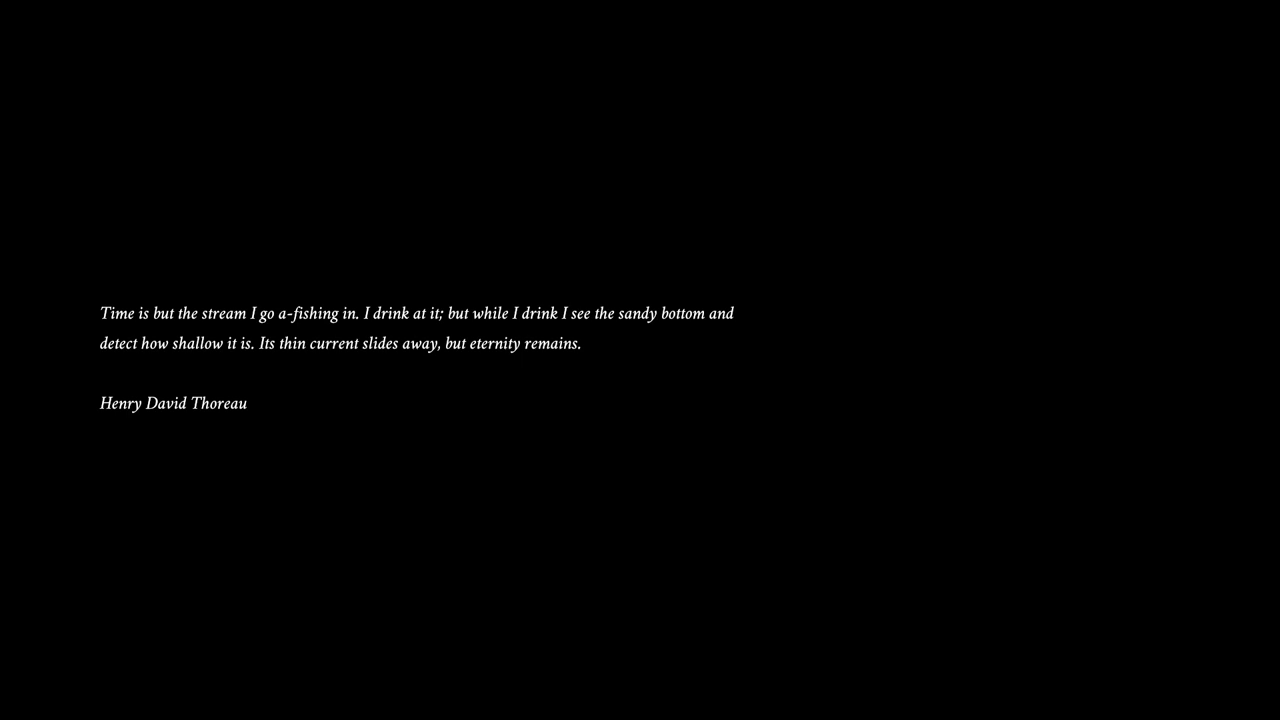 Time is but the stream I go a-fishing in. I drink at it; but while I drink I see the sandy bottom and
detect how shallow it is. Its thin current slides away, but eternity remains.
Henry David Thoreau